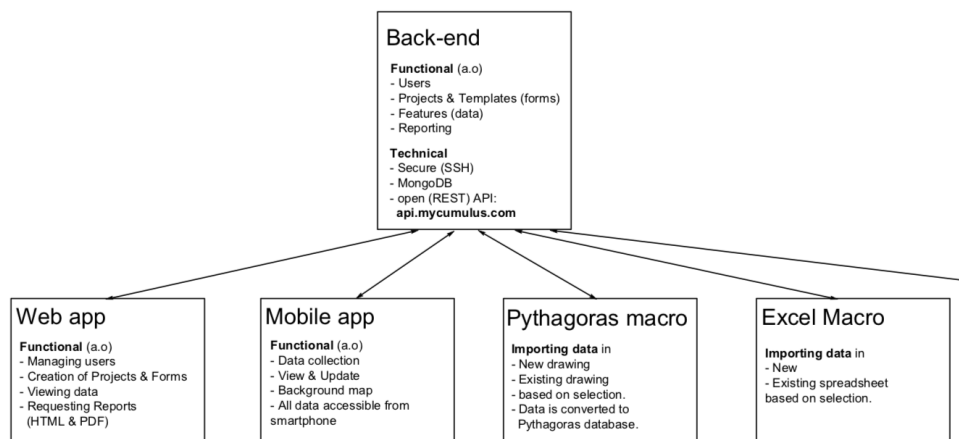 Back-end
Functional (a.o)
- Users
- Projects & Templates (forms)
- Features (data)
- Reporting
Technical
- Secure (SSH)
- MongoDB
- open (REST) API:
api.mycumulus.com
Web app
Functional (a.o)
- Managing users
- Creation of Projects & Forms
- Viewing data
- Requesting Reports
(HTML & PDF)
Mobile app
Functional (a.o)
- Data collection
- View & Update
- Background map
- All data accessible from
smartphone
Pythagoras macro
Importing data in
- New drawing
- Existing drawing
- based on selection.
- Data is converted to
Pythagoras database.
Excel Macro
Importing data in
- New
- Existing spreadsheet
based on selection.